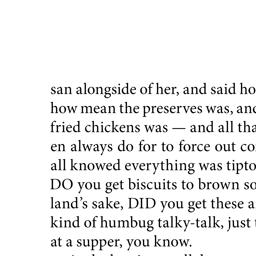 san alongside of her, and said ho
how mean the preserves was, and
fried chickens was — and all tha
en always do for to force out co
all knowed everything was tipto
DO you get biscuits to brown so
land’s sake, DID you get these a
kind of humbug talky-talk, just
at a supper, you know.